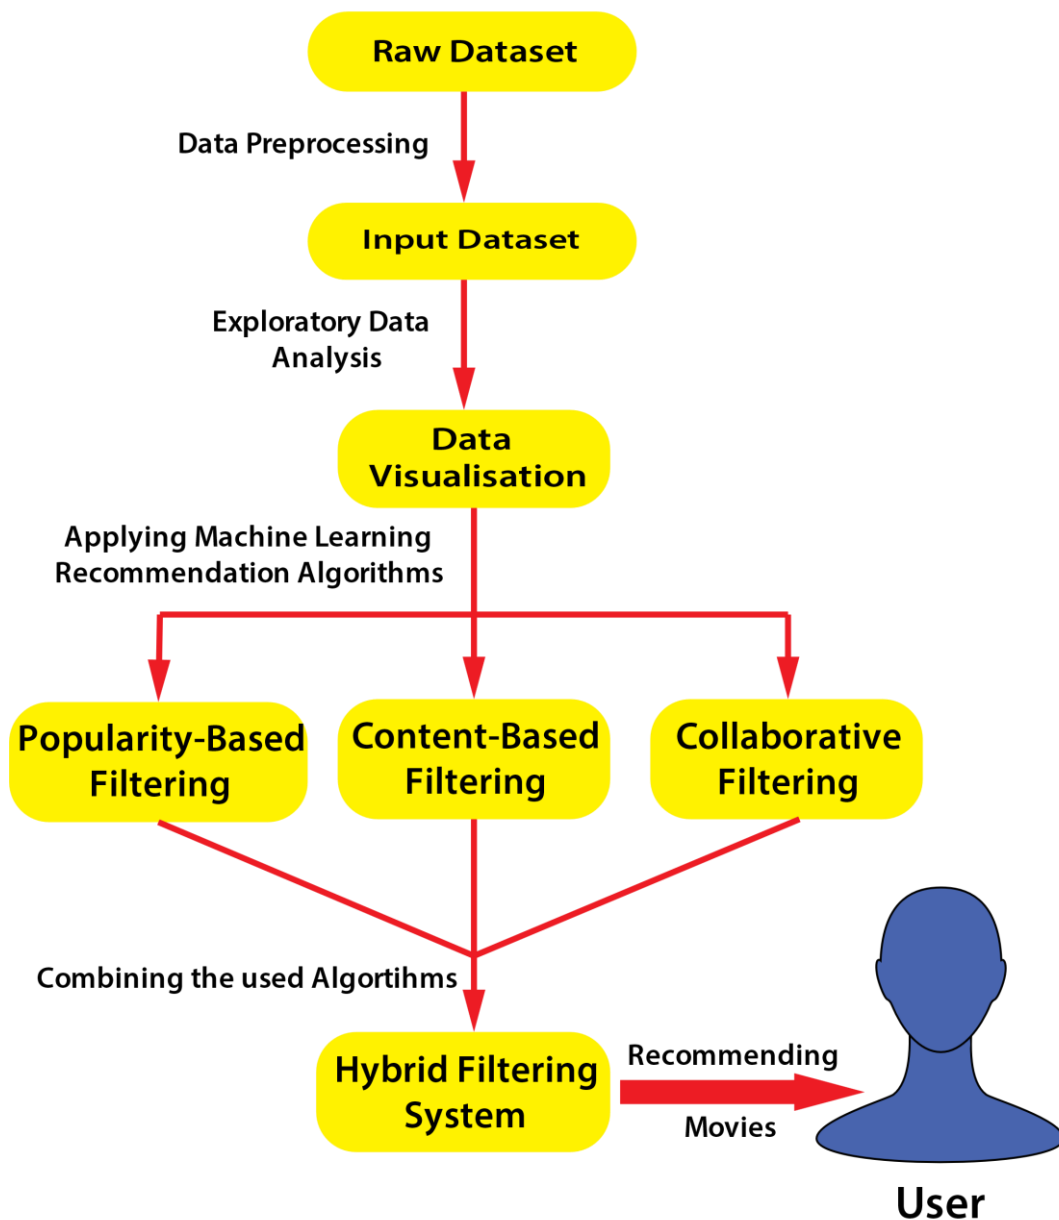 Raw Dataset
Data Preprocessing
Input Dataset
Exploratory Data
Analysis
Data
Visualisation
Applying Machine Learning
Recommendation Algorithms
Popularity-Based
Filtering
Content-Based
Filtering
Collaborative
Filtering
Combining the used Algortihms
Hybrid Filtering
System
Recommending
Movies
User